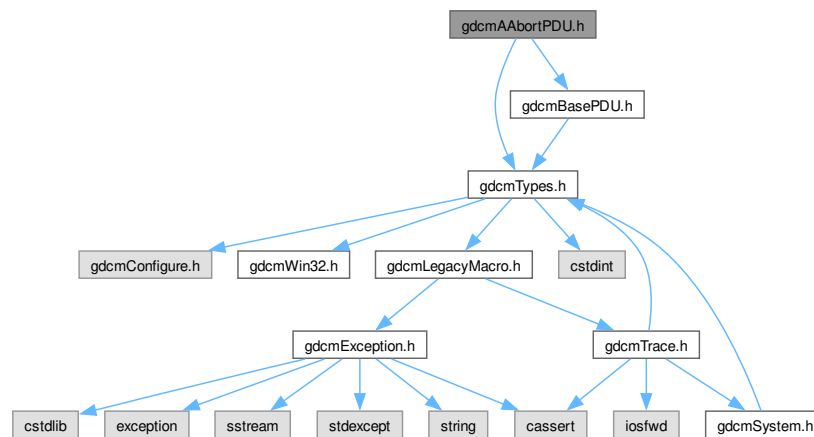 gdcmAAbortPDU.h
gdcmBasePDU.h
gdcmTypes.h
gdcmConfigure.h
gdcmWin32.h
gdcmLegacyMacro.h
cstdint
gdcmException.h
gdcmTrace.h
cstdlib
exception
sstream
stdexcept
string
cassert
iosfwd
gdcmSystem.h